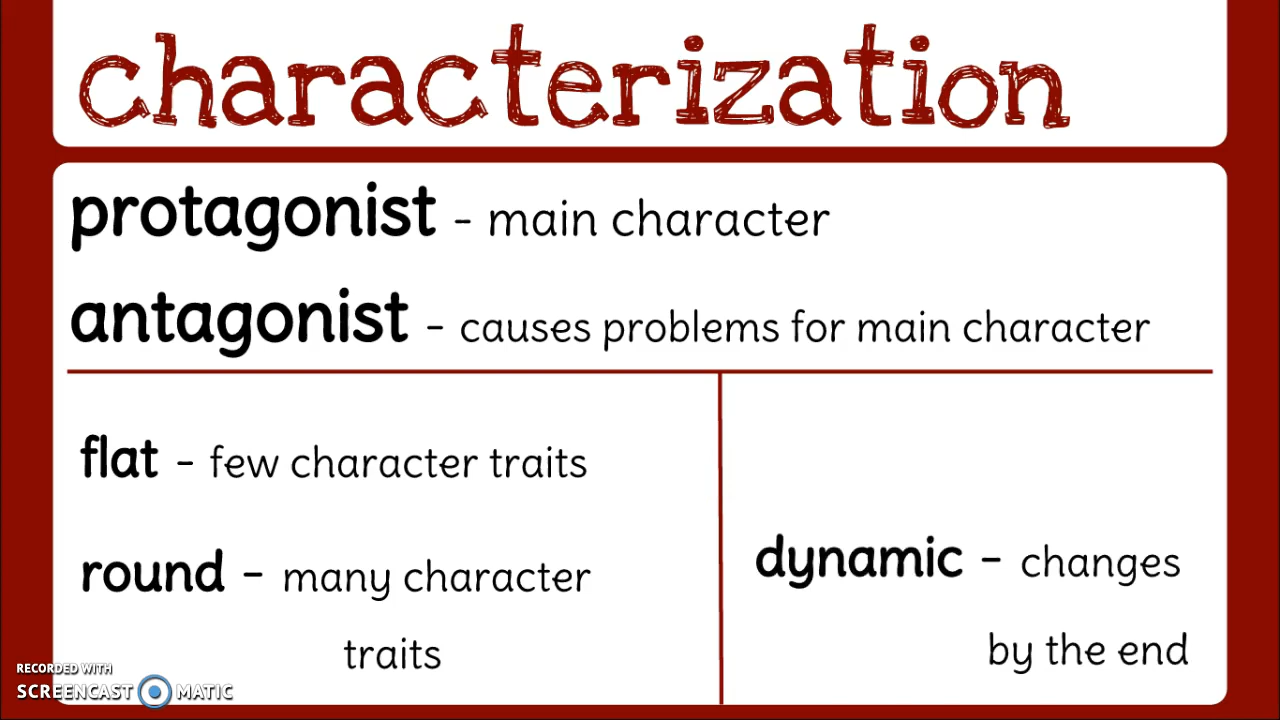 characterization
protagonist - main character
antagonist - causes problems for main character
flat - few character traits
round - many character
traits
dynamic - changes
by the end
RECORDED WITH
SCREENCAST MATIC